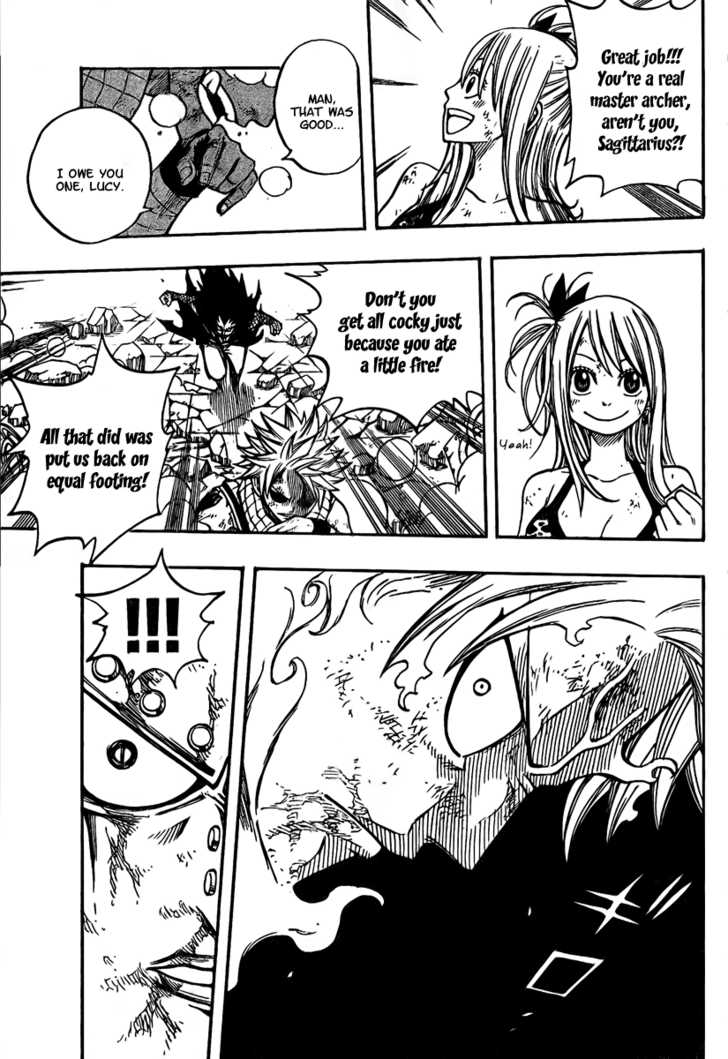 Great job!!!
You're a real
master archer,
aren't you,
Sagittarius?!
MAN,
THAT WAS
GOOD...
I OWE YOU
ONE, LUCY.
Yeah!
Don't you
get all cocky just
because you ate
a little fire!
All that did was
put us back on
equal footing!
!!!